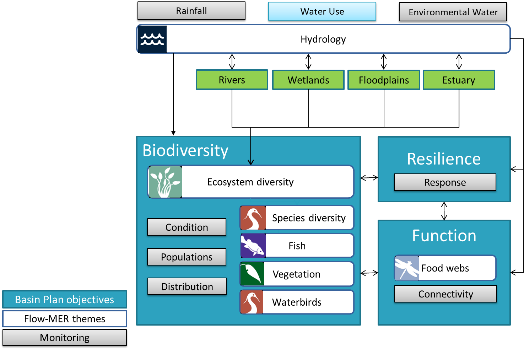 Rainfall
Water Use
Environmental Water
Hydrology
Rivers
Wetlands
Floodplains
Estuary
Biodiversity
Ecosystem diversity
Condition
Populations
Distribution
Species diversity
Fish
Vegetation
Waterbirds
Resilience
Response
Function
Food webs
Connectivity
Basin Plan objectives
Flow-MER themes
Monitoring